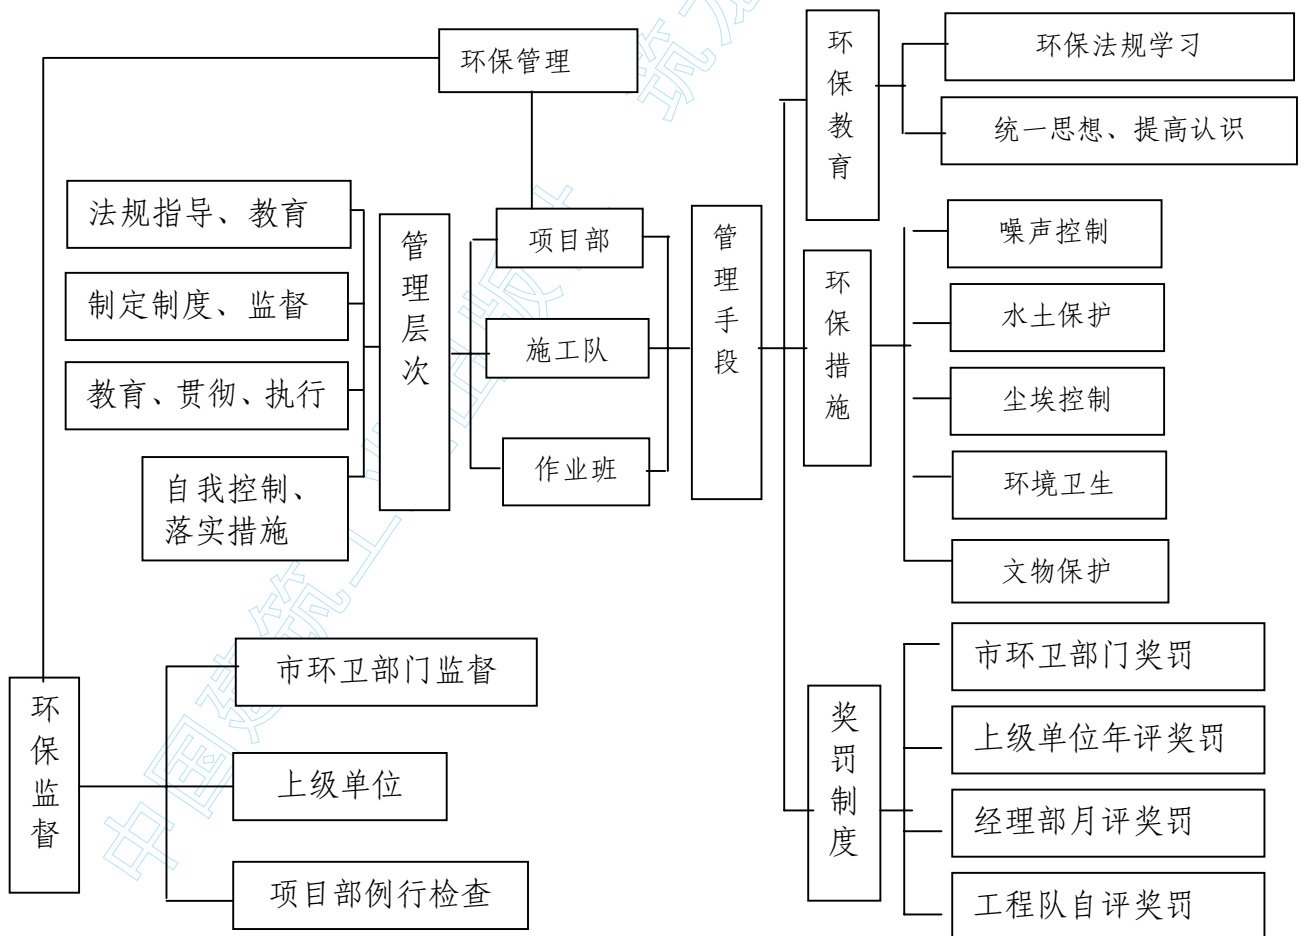 环保管理
法规指导、教育
制定制度、监督
教育、贯彻、执行
自我控制、
落实措施
管理层次
项目部
施工队
作业班
管理手段
环保教育
环保法规学习
统一思想、提高认识
环保措施
噪声控制
水土保护
尘埃控制
环境卫生
文物保护
奖罚制度
市环卫部门奖罚
上级单位年评奖罚
经理部月评奖罚
工程队自评奖罚
环保监督
市环卫部门监督
上级单位
项目部例行检查